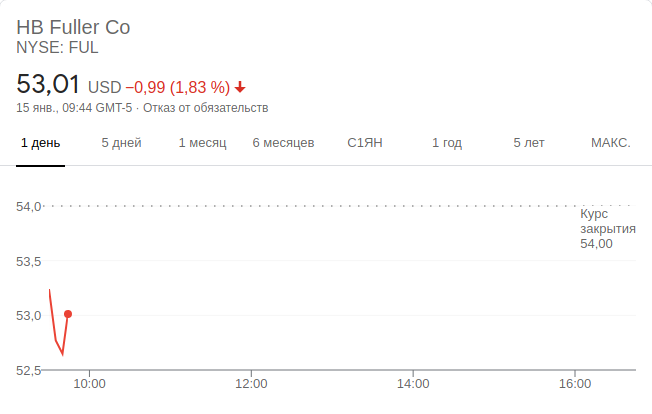 HB Fuller Co
NYSE: FUL
53,01 USD −0,99 (1,83 %)
15 янв., 09:44 GMT-5 · Отказ от обязательств
1 день 5 дней 1 месяц 6 месяцев С1ЯН 1 год 5 лет МАКС.
54,0
Курс
закрытия
54,00
53,5
53,0
52,5
10:00 12:00 14:00 16:00